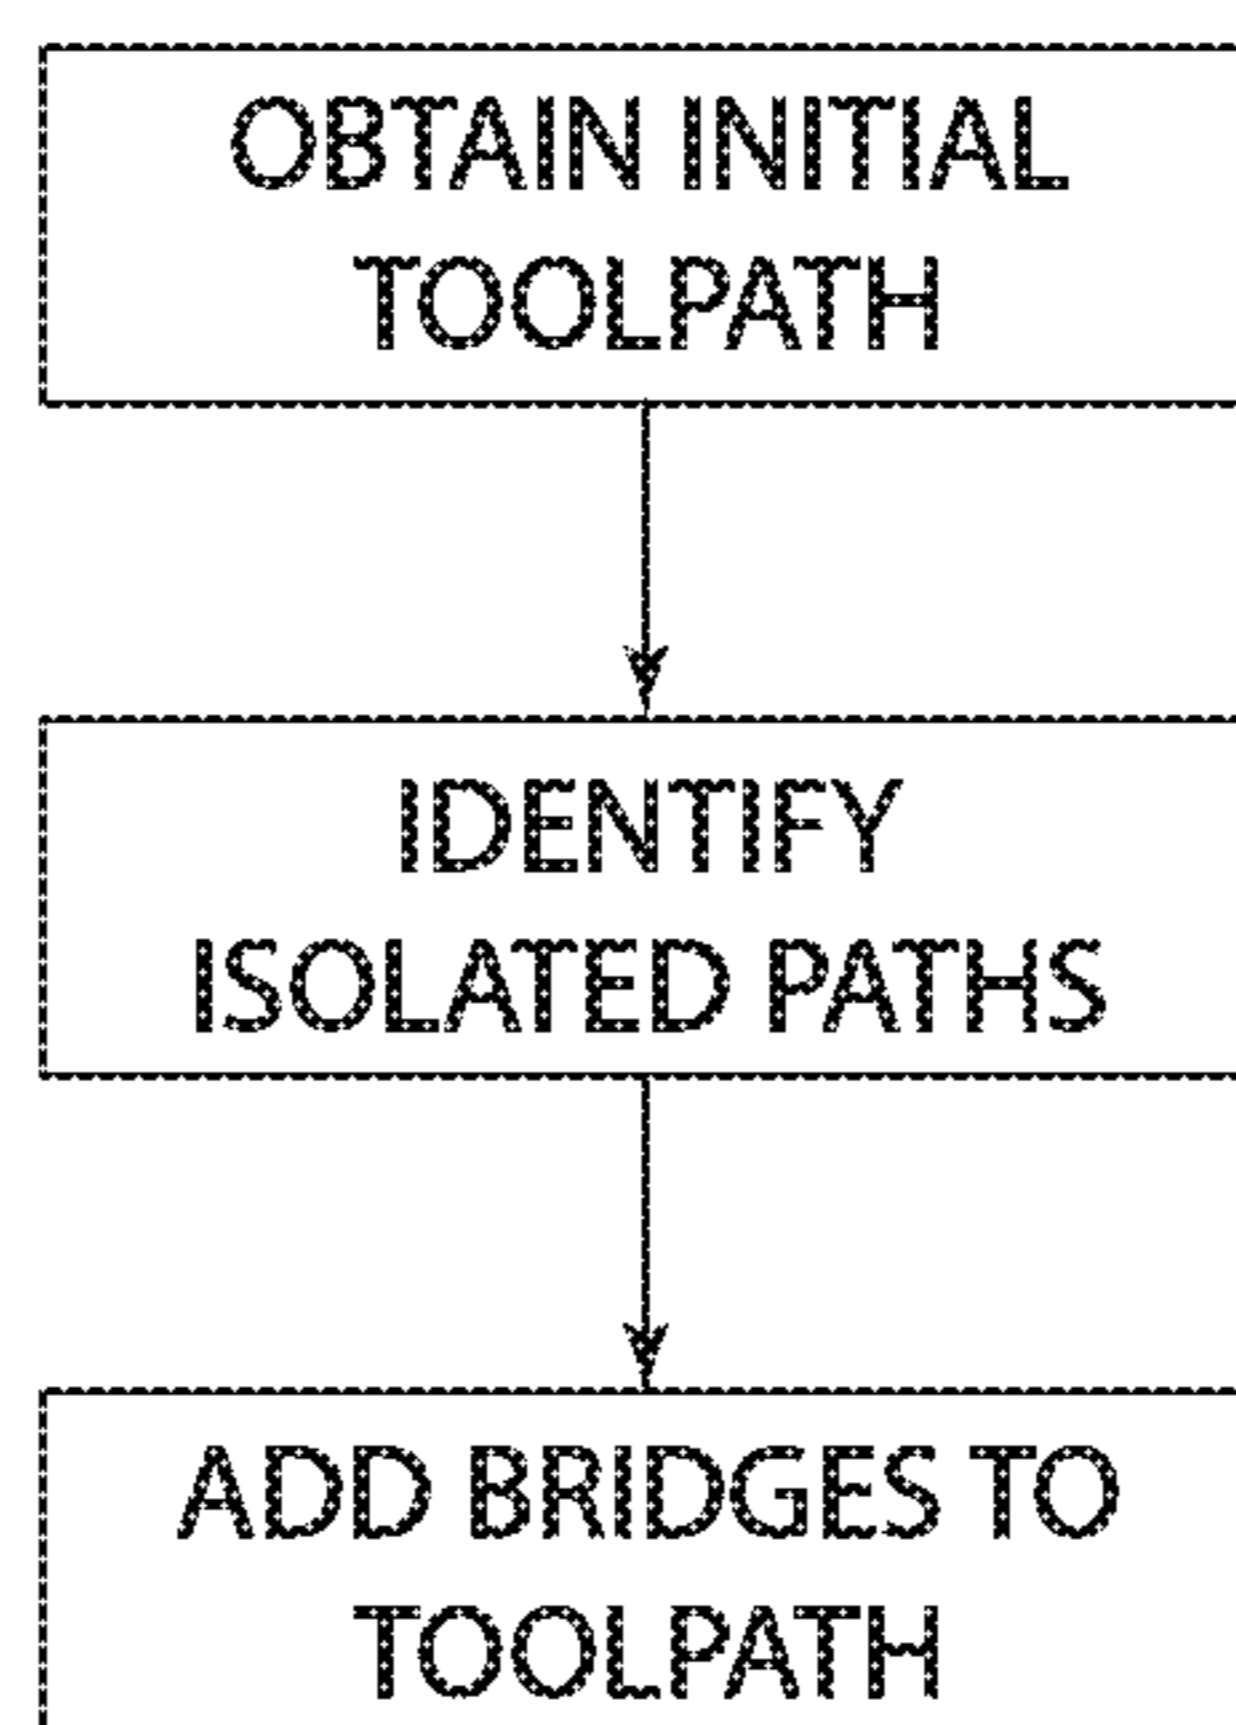 OBTAIN INITIAL
TOOLPATH
IDENTIFY
ISOLATED PATHS
ADD BRIDGES TO
TOOLPATH